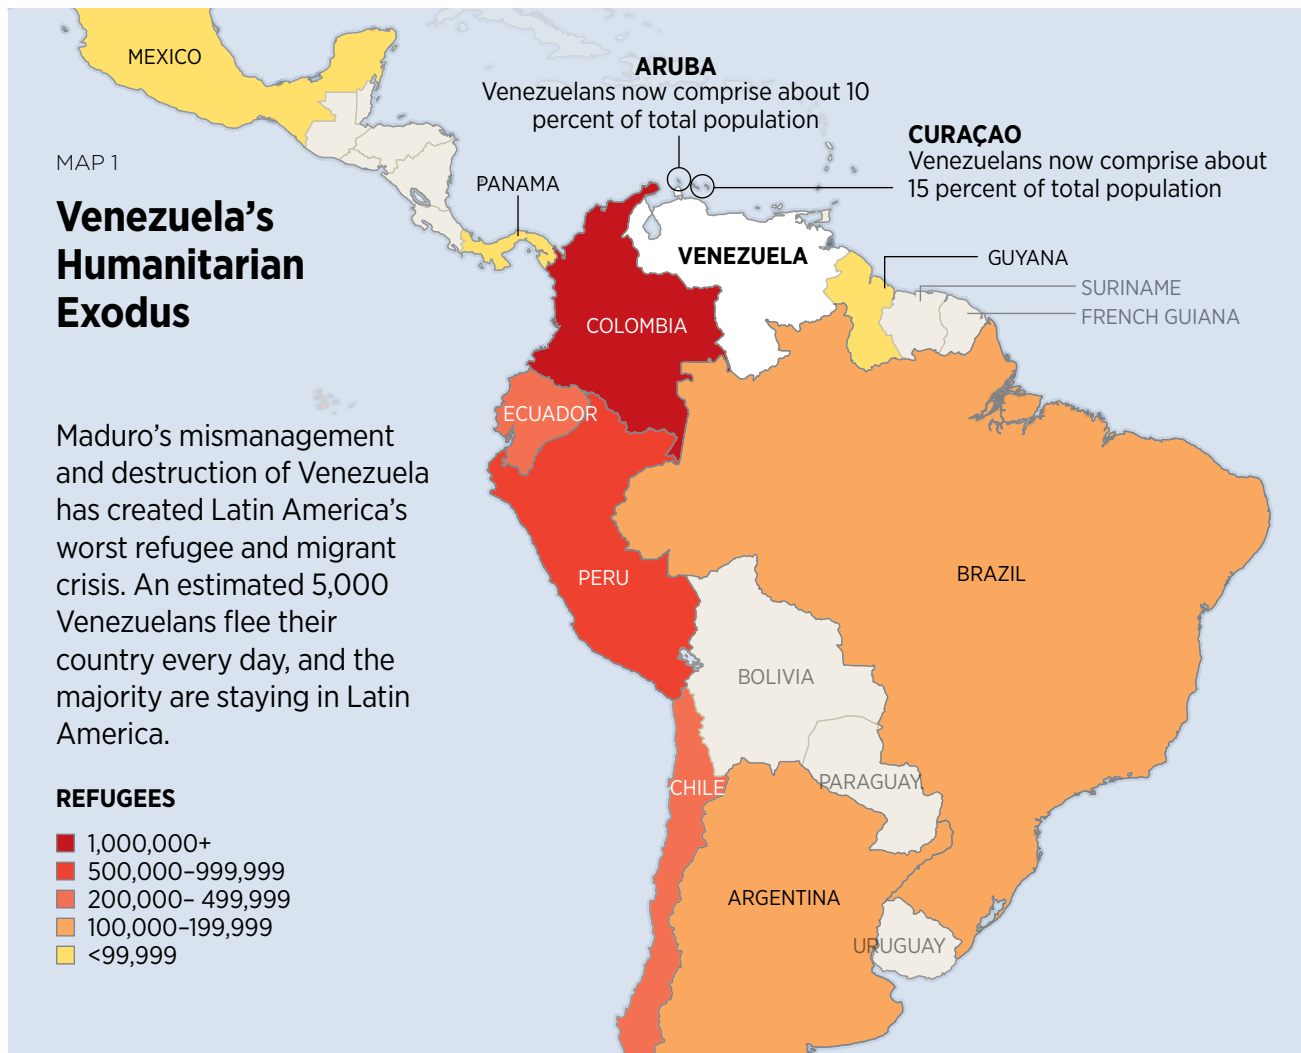 MEXICO
ARUBA
Venezuelans now comprise about 10
percent of total population
CURAÇAO
Venezuelans now comprise about
15 percent of total population
MAP 1
Venezuela’s
Humanitarian
Exodus
PANAMA
VENEZUELA
GUYANA
SURINAME
FRENCH GUIANA
COLOMBIA
ECUADOR
Maduro’s mismanagement
and destruction of Venezuela
has created Latin America’s
worst refugee and migrant
crisis. An estimated 5,000
Venezuelans flee their
country every day, and the
majority are staying in Latin
America.
PERU
BRAZIL
BOLIVIA
PARAGUAY.
CHILE
ARGENTINA
URUGUAY
REFUGEES
1,000,000+
500,000–999,999
200,000– 499,999
100,000–199,999
<99,999